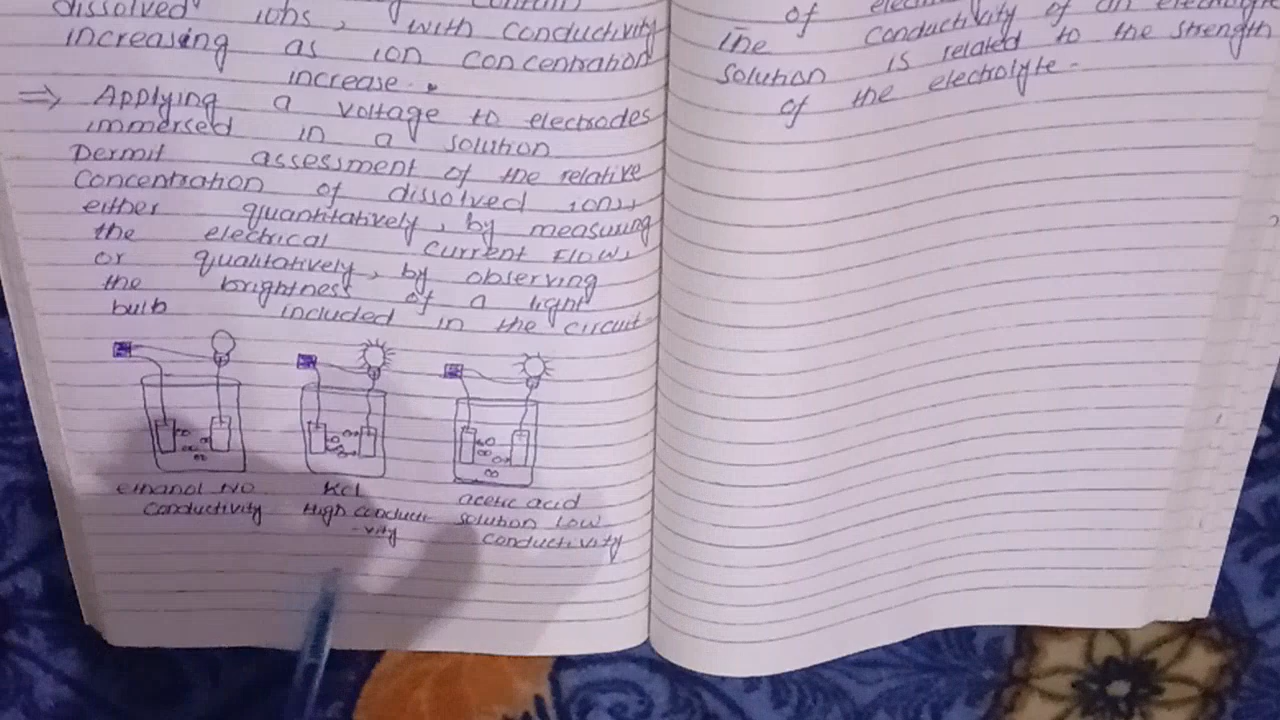 dissolved ions, with conductivity
increasing as ion concentration
increase.
⇒ Applying a voltage to electrodes
immersed in a solution
Permit assessment of the relative
Concentration of dissolved ions,
either quantitatively, by measuring
the electrical current Flow,
or qualitatively, by observing
the brightness of a light
bulb included in the circuit
ethanol NO
conductivity
KCl
High conducti
-vity
acetic acid
solution Low
conductivity
of
The conductivity of an electrolyte
solution is related to the strength
of the electrolyte.